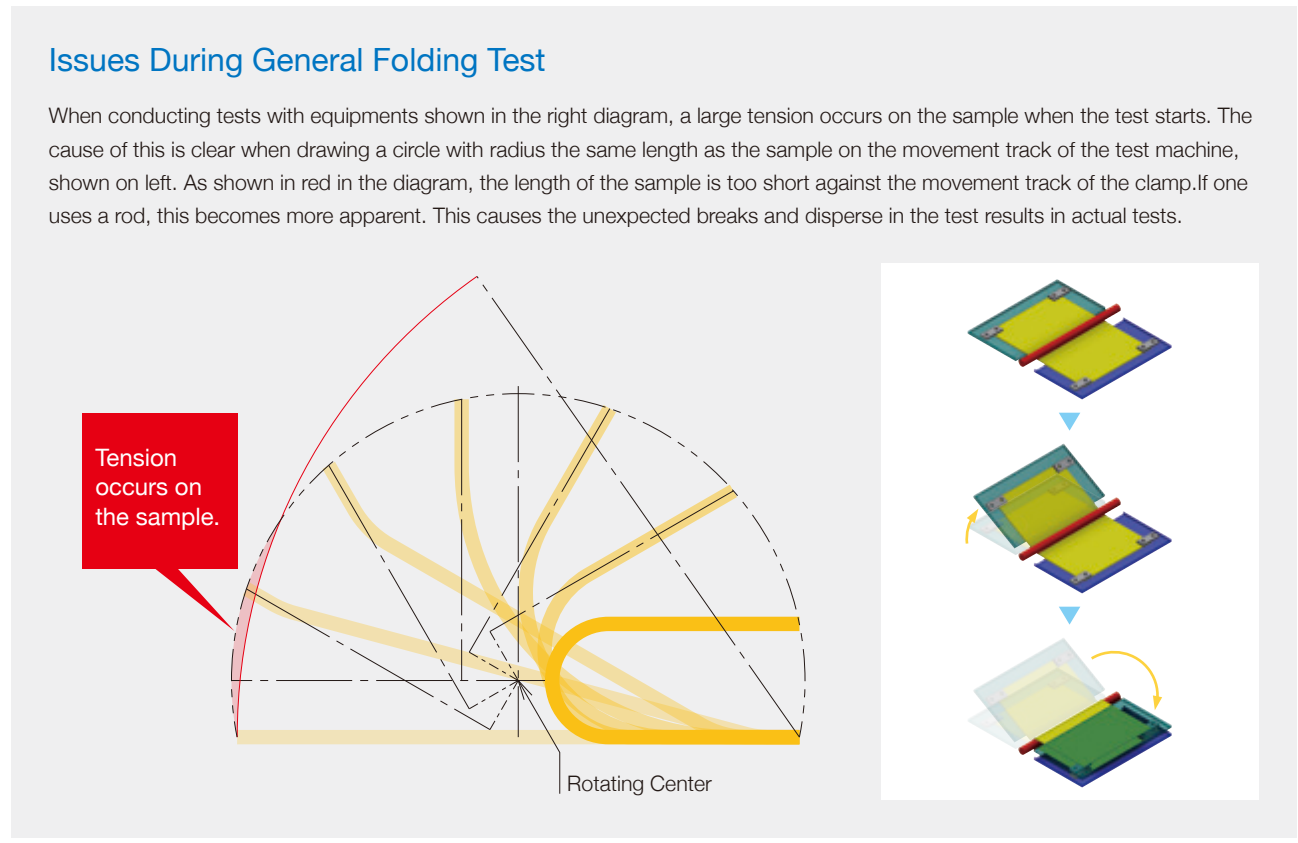 Issues During General Folding Test
When conducting tests with equipments shown in the right diagram, a large tension occurs on the sample when the test starts. The
cause of this is clear when drawing a circle with radius the same length as the sample on the movement track of the test machine,
shown on left. As shown in red in the diagram, the length of the sample is too short against the movement track of the clamp.If one
uses a rod, this becomes more apparent. This causes the unexpected breaks and disperse in the test results in actual tests.
Tension
occurs on
the sample.
Rotating Center